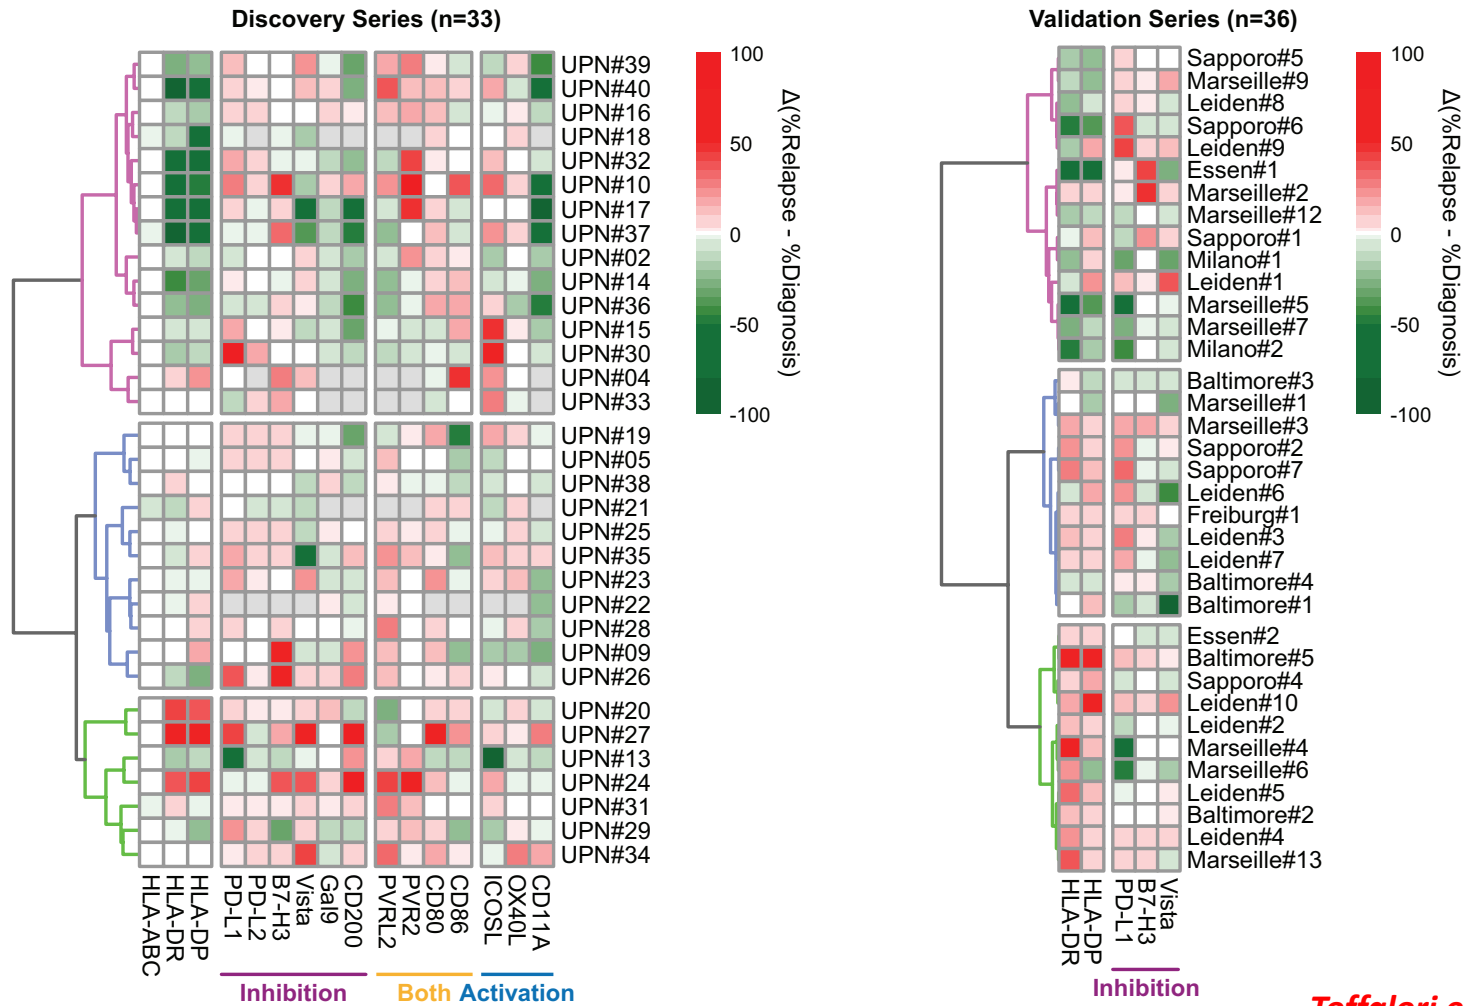 Discovery Series (n=33)
UPN#39
UPN#40
UPN#16
UPN#18
UPN#32
UPN#10
UPN#17
UPN#37
UPN#02
UPN#14
UPN#36
UPN#15
UPN#30
UPN#04
UPN#33
UPN#19
UPN#05
UPN#38
UPN#21
UPN#25
UPN#35
UPN#23
UPN#22
UPN#28
UPN#09
UPN#26
UPN#20
UPN#27
UPN#13
UPN#24
UPN#31
UPN#29
UPN#34
HLA-ABC
HLA-DR
HLA-DP
PD-L1
PD-L2
B7-H3
Vista
Gal9
CD200
PVRL2
PVR2
CD80
CD86
ICOSL
OX40L
CD11A
Inhibition
Both
Activation
100
50
0
-50
-100
Δ(%Relapse - %Diagnosis)
Validation Series (n=36)
Sapporo#5
Marseille#9
Leiden#8
Sapporo#6
Leiden#9
Essen#1
Marseille#2
Marseille#12
Sapporo#1
Milano#1
Leiden#1
Marseille#5
Marseille#7
Milano#2
Baltimore#3
Marseille#1
Marseille#3
Sapporo#2
Sapporo#7
Leiden#6
Freiburg#1
Leiden#3
Leiden#7
Baltimore#4
Baltimore#1
Essen#2
Baltimore#5
Sapporo#4
Leiden#10
Leiden#2
Marseille#4
Marseille#6
Leiden#5
Baltimore#2
Leiden#4
Marseille#13
HLA-DR
HLA-DP
PD-L1
B7-H3
Vista
Inhibition
100
50
0
-50
-100
Δ(%Relapse - %Diagnosis)